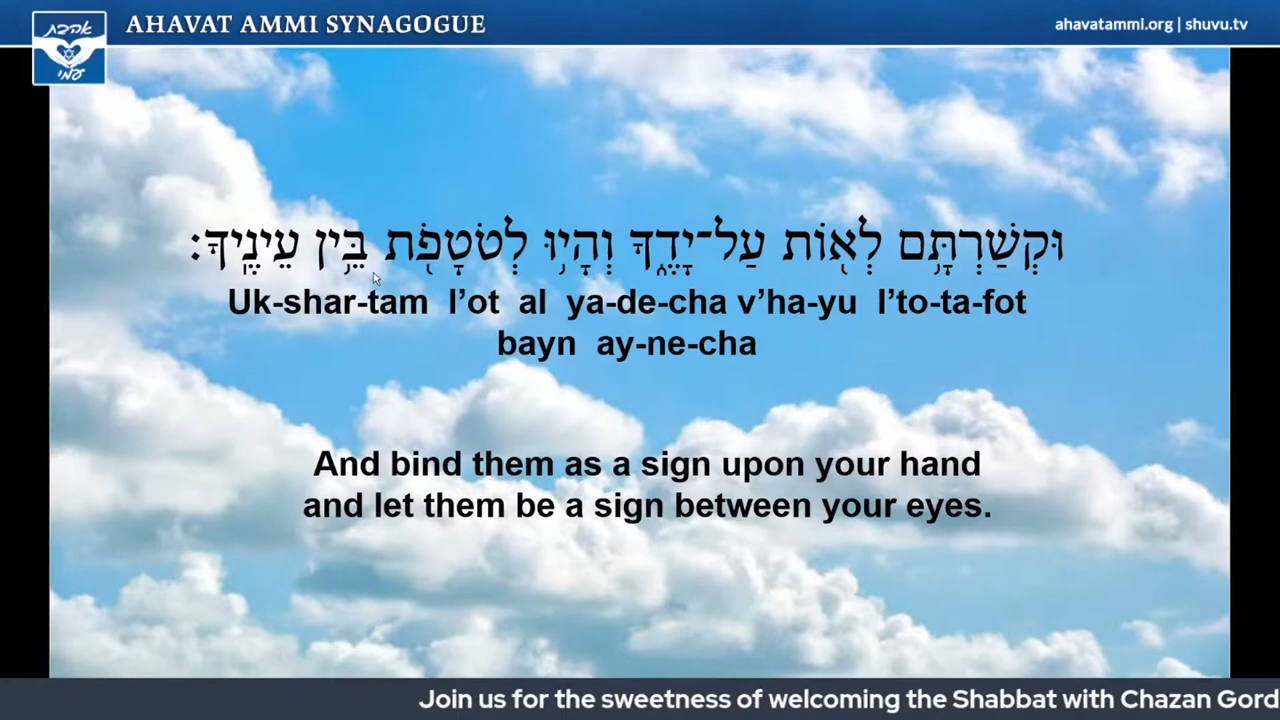 אהבת
עמי
AHAVAT AMMI SYNAGOGUE
ahavatammi.org | shuvu.tv
וּקְשַׁרְתָּ֥ם לְא֖וֹת עַל־יָדֶ֑ךָ וְהָי֥וּ לְטֹטָפֹ֖ת בֵּ֥ין עֵינֶֽיךָ׃
Uk-shar-tam l’ot al ya-de-cha v’ha-yu l’to-ta-fot
bayn ay-ne-cha
And bind them as a sign upon your hand
and let them be a sign between your eyes.
Join us for the sweetness of welcoming the Shabbat with Chazan Gord